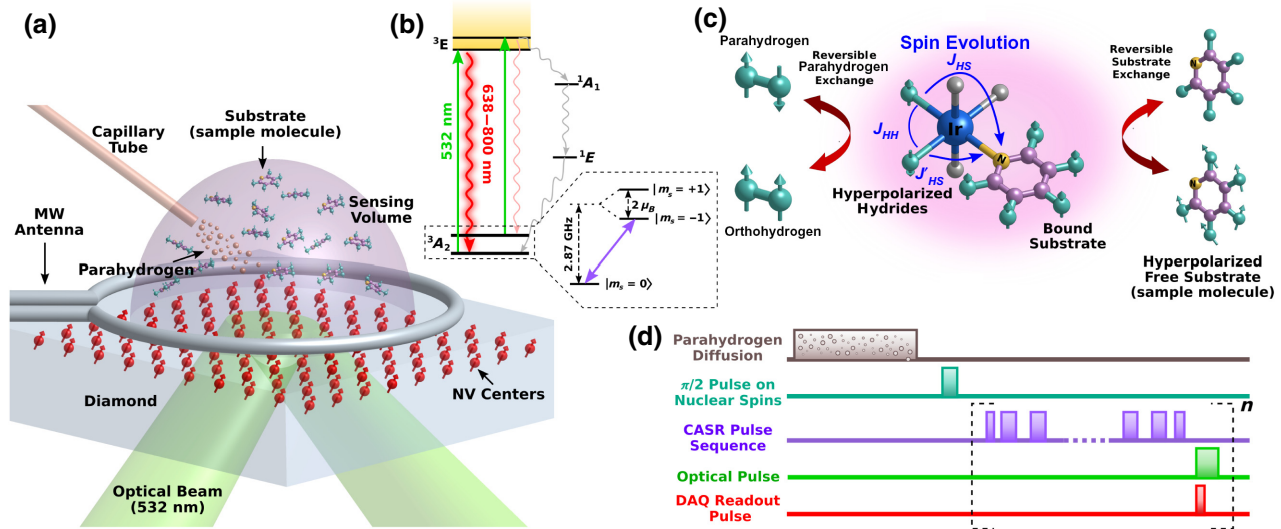 (a)
Substrate
(sample molecule)
Capillary
Tube
Sensing
Volume
MW
Antenna
Parahydrogen
NV Centers
Diamond
Optical Beam
(532 nm)
(b)
³E
¹A₁
532 nm
638—800 nm
¹E
³A₂
|mₛ = +1⟩
2 μ_B
|mₛ = −1⟩
2.87 GHz
|mₛ = 0⟩
(c)
Parahydrogen
Reversible
Parahydrogen
Exchange
Orthohydrogen
Spin Evolution
J_HS
J_HH
Ir
N
J'_HS
Hyperpolarized
Hydrides
Bound
Substrate
Reversible
Substrate
Exchange
N
N
Hyperpolarized
Free Substrate
(sample molecule)
(d)
Parahydrogen
Diffusion
π/2 Pulse on
Nuclear Spins
n
CASR Pulse
Sequence
Optical Pulse
DAQ Readout
Pulse